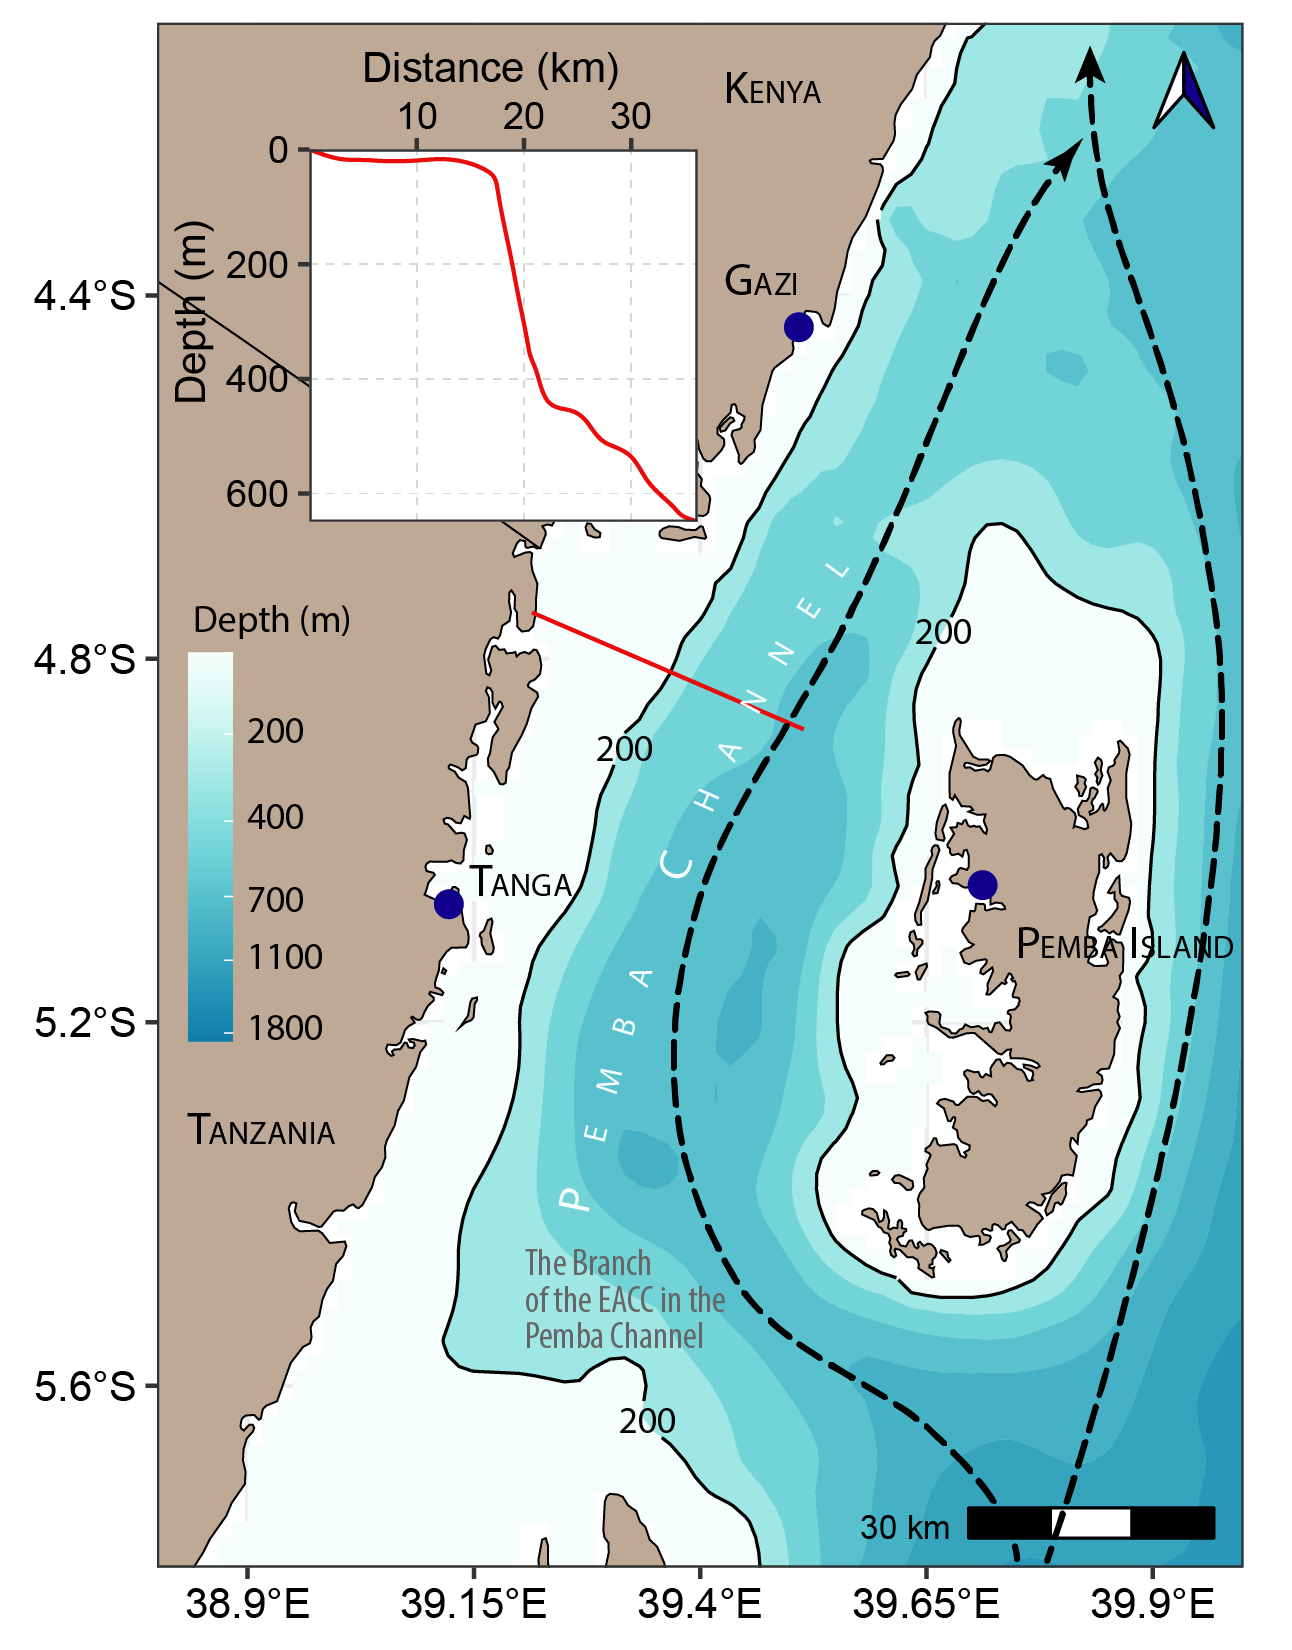 Distance (km)
10 20 30
KENYA
0
200
400
600
Depth (m)
4.4°S
GAZI
Depth (m)
200
400
700
1100
1800
4.8°S
200
200
PEMBA CHANNEL
TANGA
PEMBA ISLAND
5.2°S
TANZANIA
The Branch
of the EACC in the
Pemba Channel
5.6°S
200
30 km
38.9°E 39.15°E 39.4°E 39.65°E 39.9°E